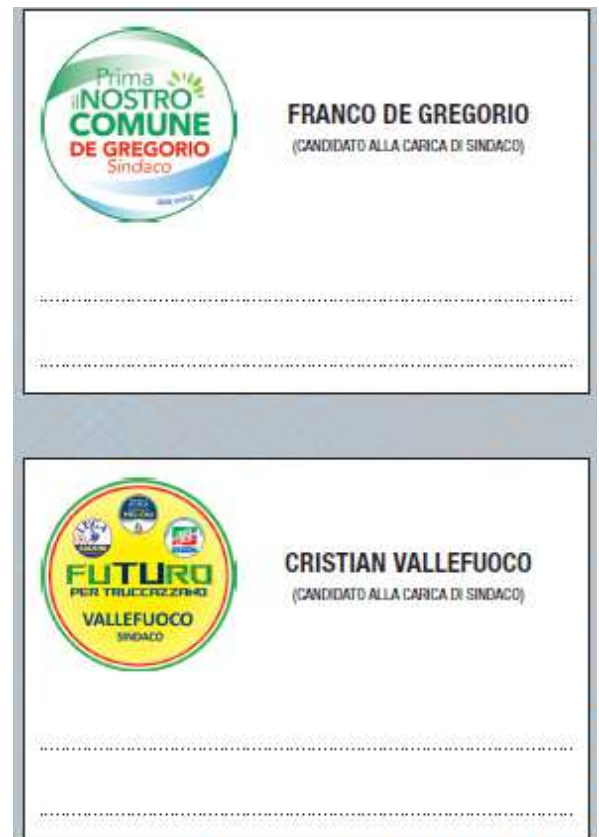 Prima
il NOSTRO
COMUNE
DE GREGORIO
Sindaco
FRANCO DE GREGORIO
(CANDIDATO ALLA CARICA DI SINDACO)
LEGA
FUTURO
PER TRUCCAZZANO
VALLEFUOCO
SINDACO
CRISTIAN VALLEFUOCO
(CANDIDATO ALLA CARICA DI SINDACO)